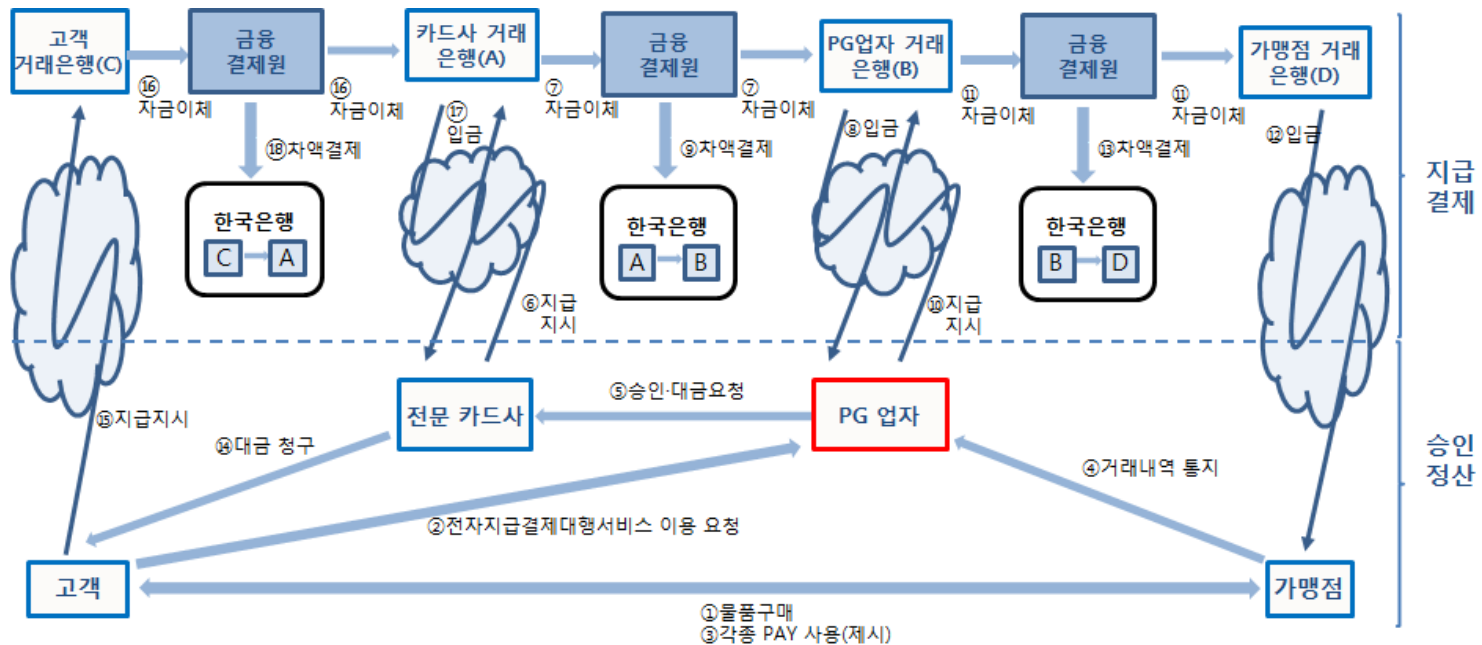 고객
거래은행(C)
금융
결제원
카드사 거래
은행(A)
금융
결제원
PG업자 거래
은행(B)
금융
결제원
가맹점 거래
은행(D)
⑯
자금이체
⑯
자금이체
⑰
입금
⑦
자금이체
⑦
자금이체
⑧입금
⑪
자금이체
⑪
자금이체
⑫입금
⑱차액결제
⑨차액결제
⑬차액결제
지급
결제
한국은행
C
A
한국은행
A
B
한국은행
B
D
⑥지급
지시
⑩지급
지시
전문 카드사
⑤승인·대금요청
PG 업자
⑮지급지시
⑭대금 청구
④거래내역 통지
승인
정산
②전자지급결제대행서비스 이용 요청
고객
가맹점
①물품구매
③각종 PAY 사용(제시)